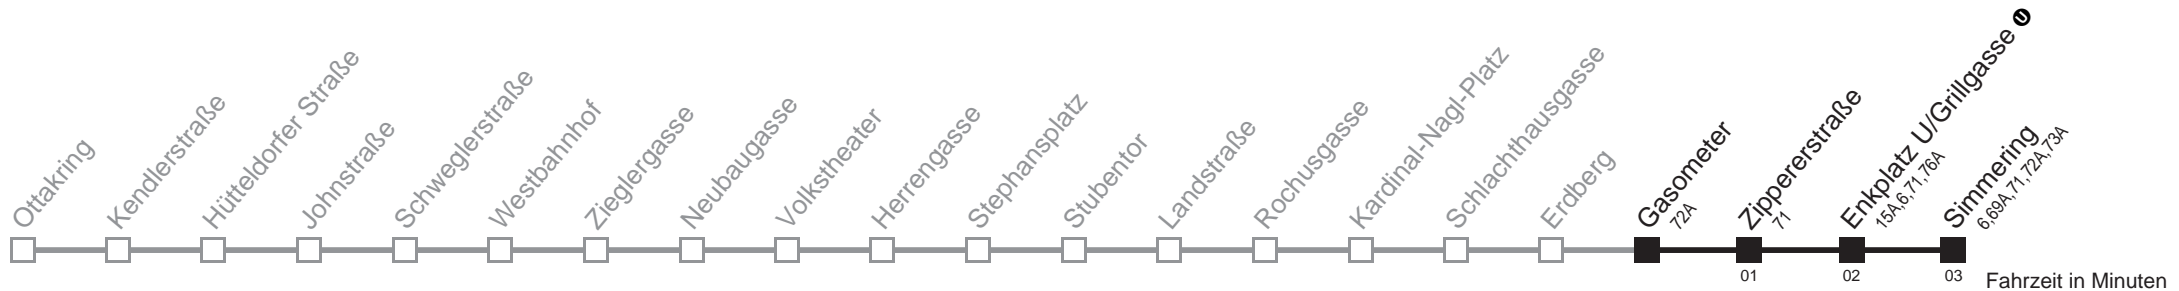 Ottakring
Kendlerstraße
Hütteldorfer Straße
Johnstraße
Schweglerstraße
Westbahnhof
Zieglergasse
Neubaugasse
Volkstheater
Herrengasse
Stephansplatz
Stubentor
Landstraße
Rochusgasse
Kardinal-Nagl-Platz
Schlachthausgasse
Erdberg
Gasometer
72A
Zippererstraße
71
Enkplatz U/Grillgasse U
15A,6,71,76A
Simmering
6,69A,71,72A,73A
01
02
03
Fahrzeit in Minuten